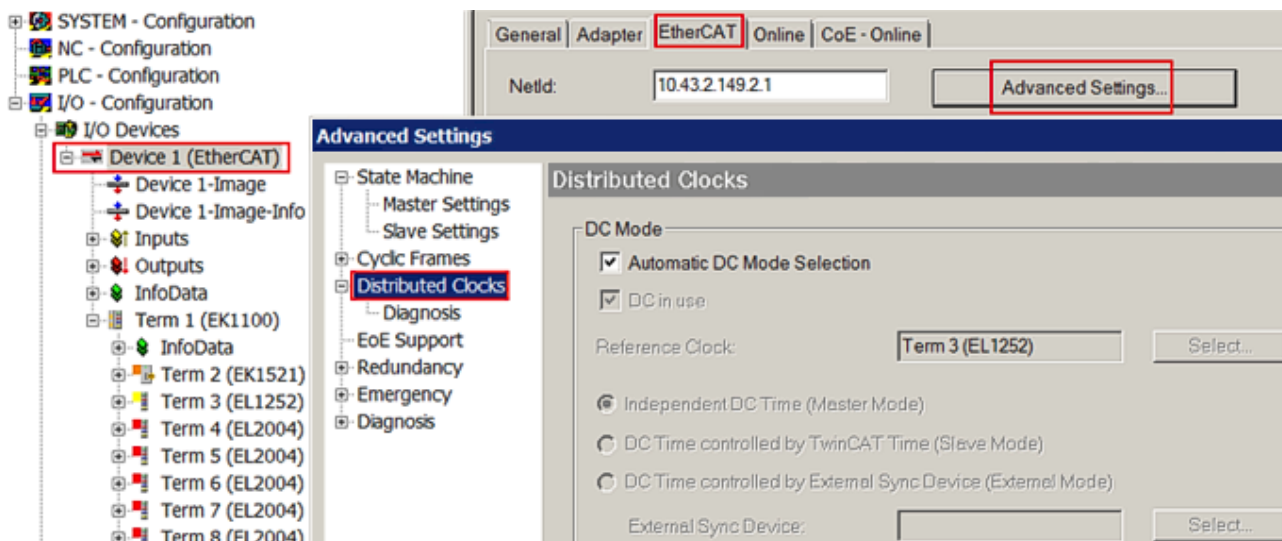 SYSTEM - Configuration
NC - Configuration
PLC - Configuration
I/O - Configuration
I/O Devices
Device 1 (EtherCAT)
Device 1-Image
Device 1-Image-Info
Inputs
Outputs
InfoData
Term 1 (EK1100)
InfoData
Term 2 (EK1521)
Term 3 (EL1252)
Term 4 (EL2004)
Term 5 (EL2004)
Term 6 (EL2004)
Term 7 (EL2004)
Term 8 (EL2004)
General Adapter EtherCAT Online CoE - Online
NetId: 10.43.2.149.2.1 Advanced Settings...
Advanced Settings
State Machine
Master Settings
Slave Settings
Cyclic Frames
Distributed Clocks
Diagnosis
EoE Support
Redundancy
Emergency
Diagnosis
Distributed Clocks
DC Mode
Automatic DC Mode Selection
DC in use
Reference Clock: Term 3 (EL1252) Select...
Independent DC Time (Master Mode)
DC Time controlled by TwinCAT Time (Slave Mode)
DC Time controlled by External Sync Device (External Mode)
External Sync Device: Select...